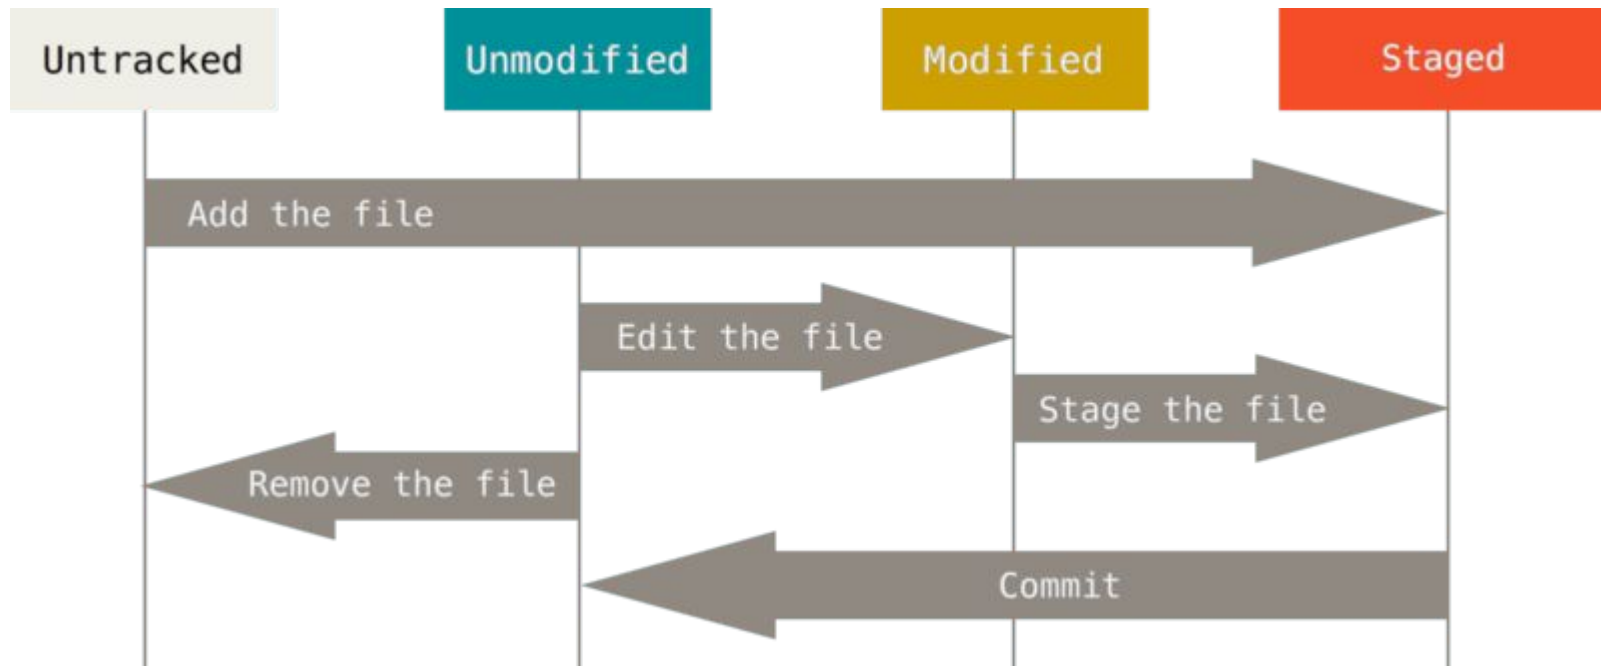 Untracked
Unmodified
Modified
Staged
Add the file
Edit the file
Stage the file
Remove the file
Commit